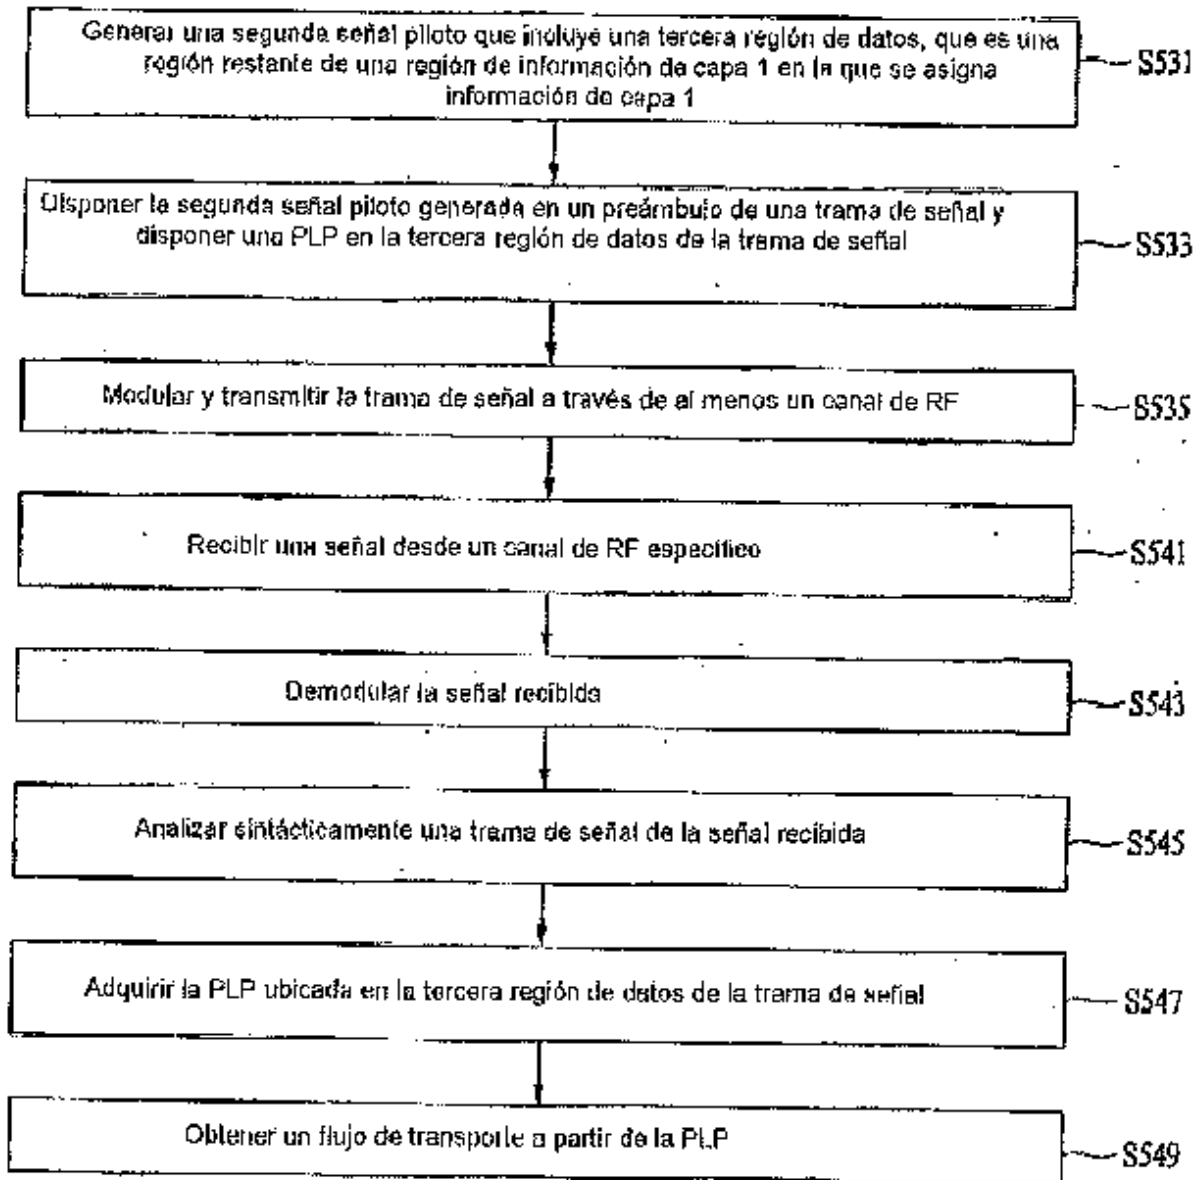 Generar una segunda señal piloto que incluye una tercera región de datos, que es una
región restante de una región de información de capa 1 en la que se asigna
información de capa 1
S531
Disponer la segunda señal piloto generada en un preámbulo de una trama de señal y
disponer una PLP en la tercera región de datos de la trama de señal
S533
Modular y transmitir la trama de señal a través de al menos un canal de RF
S535
Recibir una señal desde un canal de RF específico
S541
Demodular la señal recibida
S543
Analizar sintácticamente una trama de señal de la señal recibida
S545
Adquirir la PLP ubicada en la tercera región de datos de la trama de señal
S547
Obtener un flujo de transporte a partir de la PLP
S549